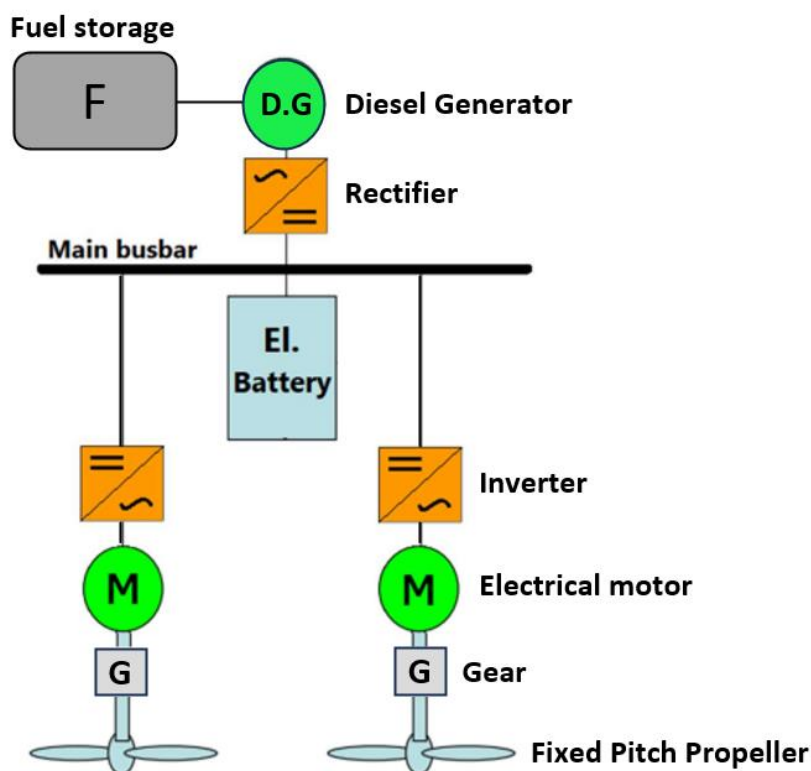 Fuel storage
F
D.G
Diesel Generator
Rectifier
Main busbar
El.
Battery
Inverter
M
M
Electrical motor
G
G
Gear
Fixed Pitch Propeller